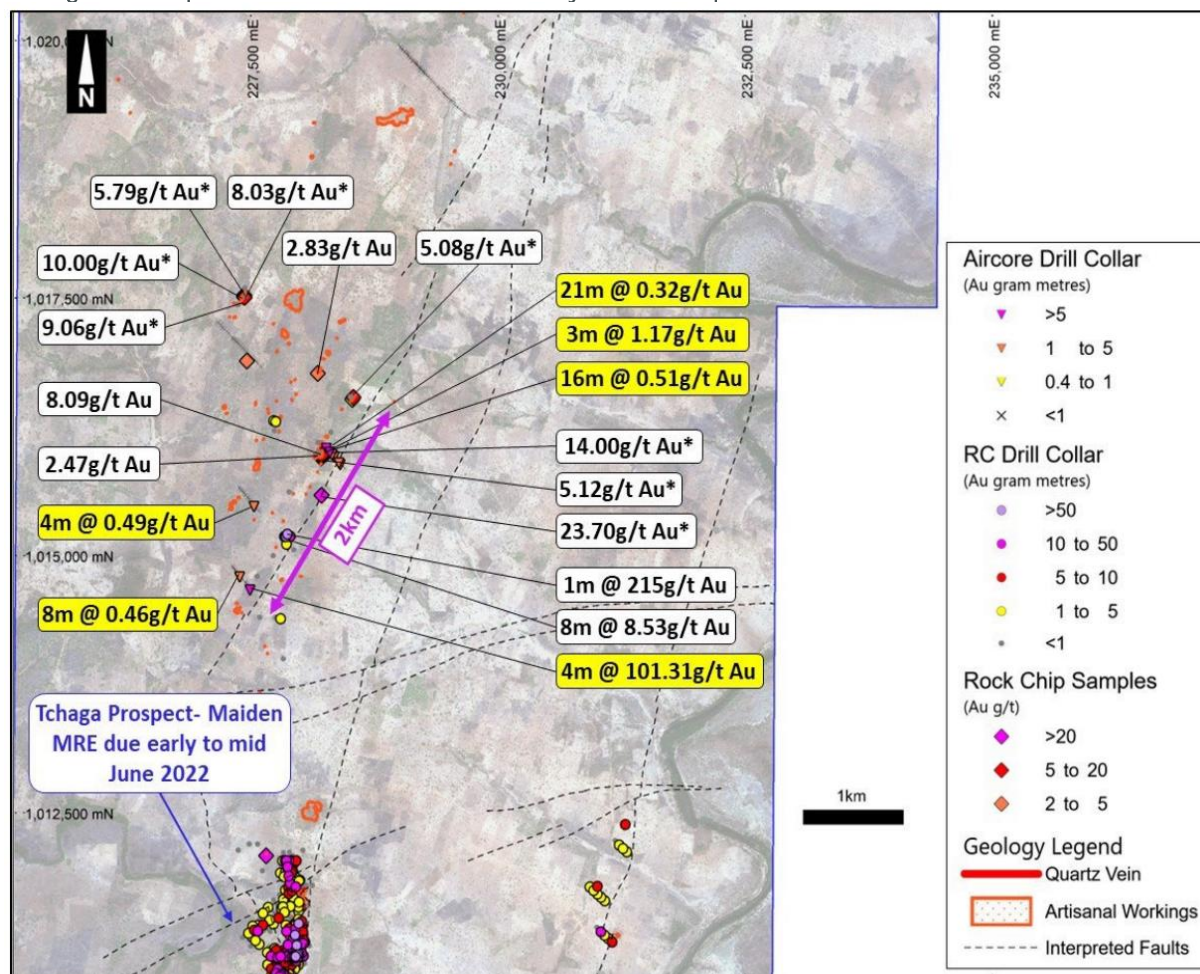 1,020,
227,500 mE
230,000 mE
232,500 mE
235,000 mE
N
5.79g/t Au*
8.03g/t Au*
10.00g/t Au*
2.83g/t Au
5.08g/t Au*
1,017,500 mN
9.06g/t Au*
21m @ 0.32g/t Au
3m @ 1.17g/t Au
16m @ 0.51g/t Au
8.09g/t Au
2.47g/t Au
14.00g/t Au*
5.12g/t Au*
23.70g/t Au*
4m @ 0.49g/t Au
2km
1,015,000 mN
1m @ 215g/t Au
8m @ 0.46g/t Au
8m @ 8.53g/t Au
4m @ 101.31g/t Au
Tchaga Prospect- Maiden
MRE due early to mid
June 2022
1,012,500 mN
1km
Aircore Drill Collar
(Au gram metres)
>5
1 to 5
0.4 to 1
<1
RC Drill Collar
(Au gram metres)
>50
10 to 50
5 to 10
1 to 5
<1
Rock Chip Samples
(Au g/t)
>20
5 to 20
2 to 5
Geology Legend
Quartz Vein
Artisanal Workings
Interpreted Faults